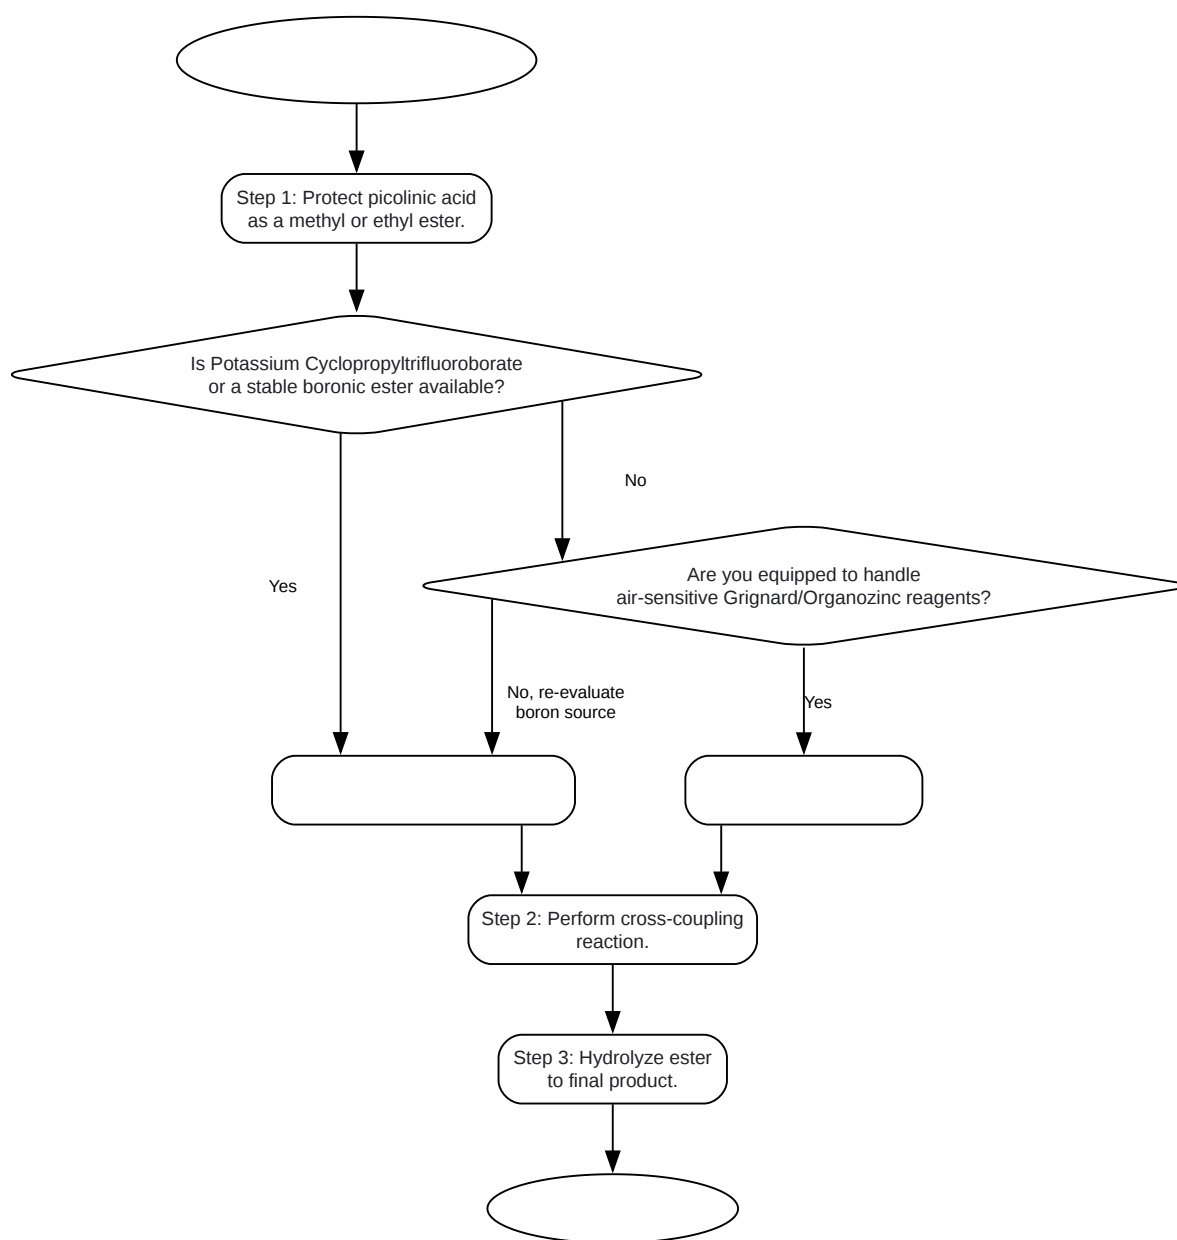 Step 1: Protect picolinic acid
as a methyl or ethyl ester.
Is Potassium Cyclopropyltrifluoroborate
or a stable boronic ester available?
No
Yes
Are you equipped to handle
air-sensitive Grignard/Organozinc reagents?
No, re-evaluate
boron source
Yes
Step 2: Perform cross-coupling
reaction.
Step 3: Hydrolyze ester
to final product.